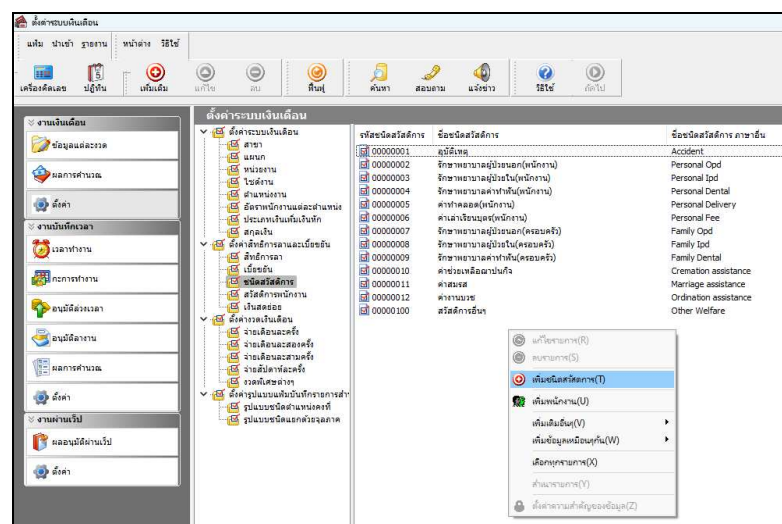 ตั้งค่าระบบเงินเดือน
แฟ้ม นำเข้า รายงาน หน้าต่าง วิธีใช้
เครื่องคิดเลข ปฏิทิน เพิ่มเติม แก้ไข ลบ ฟื้นฟู ค้นหา สอบถาม แจ้งข่าว วิธีใช้ ถัดไป
งานเงินเดือน
ข้อมูลแต่ละงวด
ผลการคำนวณ
ตั้งค่า
งานบันทึกเวลา
เวลาทำงาน
กะการทำงาน
อนุมัติล่วงเวลา
อนุมัติลางาน
ผลการคำนวณ
ตั้งค่า
งานผ่านเว็ป
ผลอนุมัติผ่านเว็ป
ตั้งค่า
ตั้งค่าระบบเงินเดือน
ตั้งค่าระบบเงินเดือน
สาขา
แผนก
หน่วยงาน
ไซต์งาน
ตำแหน่งงาน
อัตราพนักงานแต่ละตำแหน่ง
ประเภทเงินเพิ่มเงินหัก
สกุลเงิน
ตั้งค่าสิทธิการลาและเบี้ยขยัน
สิทธิการลา
เบี้ยขยัน
ชนิดสวัสดิการ
สวัสดิการพนักงาน
เงินสดย่อย
ตั้งค่างวดเงินเดือน
จ่ายเดือนละครั้ง
จ่ายเดือนละสองครั้ง
จ่ายเดือนละสามครั้ง
จ่ายสัปดาห์ละครั้ง
งวดพิเศษต่างๆ
ตั้งค่ารูปแบบแฟ้มบันทึกรายการสำ
รูปแบบชนิดตำแหน่งคงที่
รูปแบบชนิดแยกด้วยจุลภาค
รหัสชนิดสวัสดิการ ชื่อชนิดสวัสดิการ ชื่อชนิดสวัสดิการ ภาษาอื่น
00000001 อุบัติเหตุ Accident
00000002 รักษาพยาบาลผู้ป่วยนอก(พนักงาน) Personal Opd
00000003 รักษาพยาบาลผู้ป่วยใน(พนักงาน) Personal Ipd
00000004 รักษาพยาบาลค่าทำฟัน(พนักงาน) Personal Dental
00000005 ค่าทำคลอด(พนักงาน) Personal Delivery
00000006 ค่าเล่าเรียนบุตร(พนักงาน) Personal Fee
00000007 รักษาพยาบาลผู้ป่วยนอก(ครอบครัว) Family Opd
00000008 รักษาพยาบาลผู้ป่วยใน(ครอบครัว) Family Ipd
00000009 รักษาพยาบาลค่าทำฟัน(ครอบครัว) Family Dental
00000010 ค่าช่วยเหลือฌาปนกิจ Cremation assistance
00000011 ค่าสมรส Marriage assistance
00000012 ค่างานบวช Ordination assistance
00000100 สวัสดิการอื่นๆ Other Welfare
แก้ไขรายการ(R)
ลบรายการ(S)
เพิ่มชนิดสวัสดิการ(T)
เพิ่มพนักงาน(U)
เพิ่มเติมอื่นๆ(V)
เพิ่มข้อมูลเหมือนๆกัน(W)
เลือกทุกรายการ(X)
สำเนารายการ(Y)
ตั้งค่าความสำคัญของข้อมูล(Z)